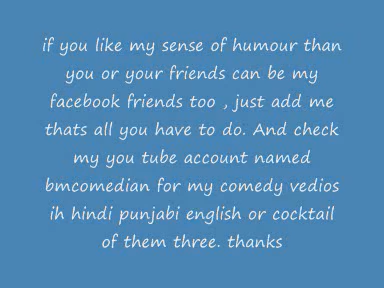 if you like my sense of humour than
you or your friends can be my
facebook friends too , just add me
thats all you have to do. And check
my you tube account named
bmcomedian for my comedy vedios
ih hindi punjabi english or cocktail
of them three. thanks